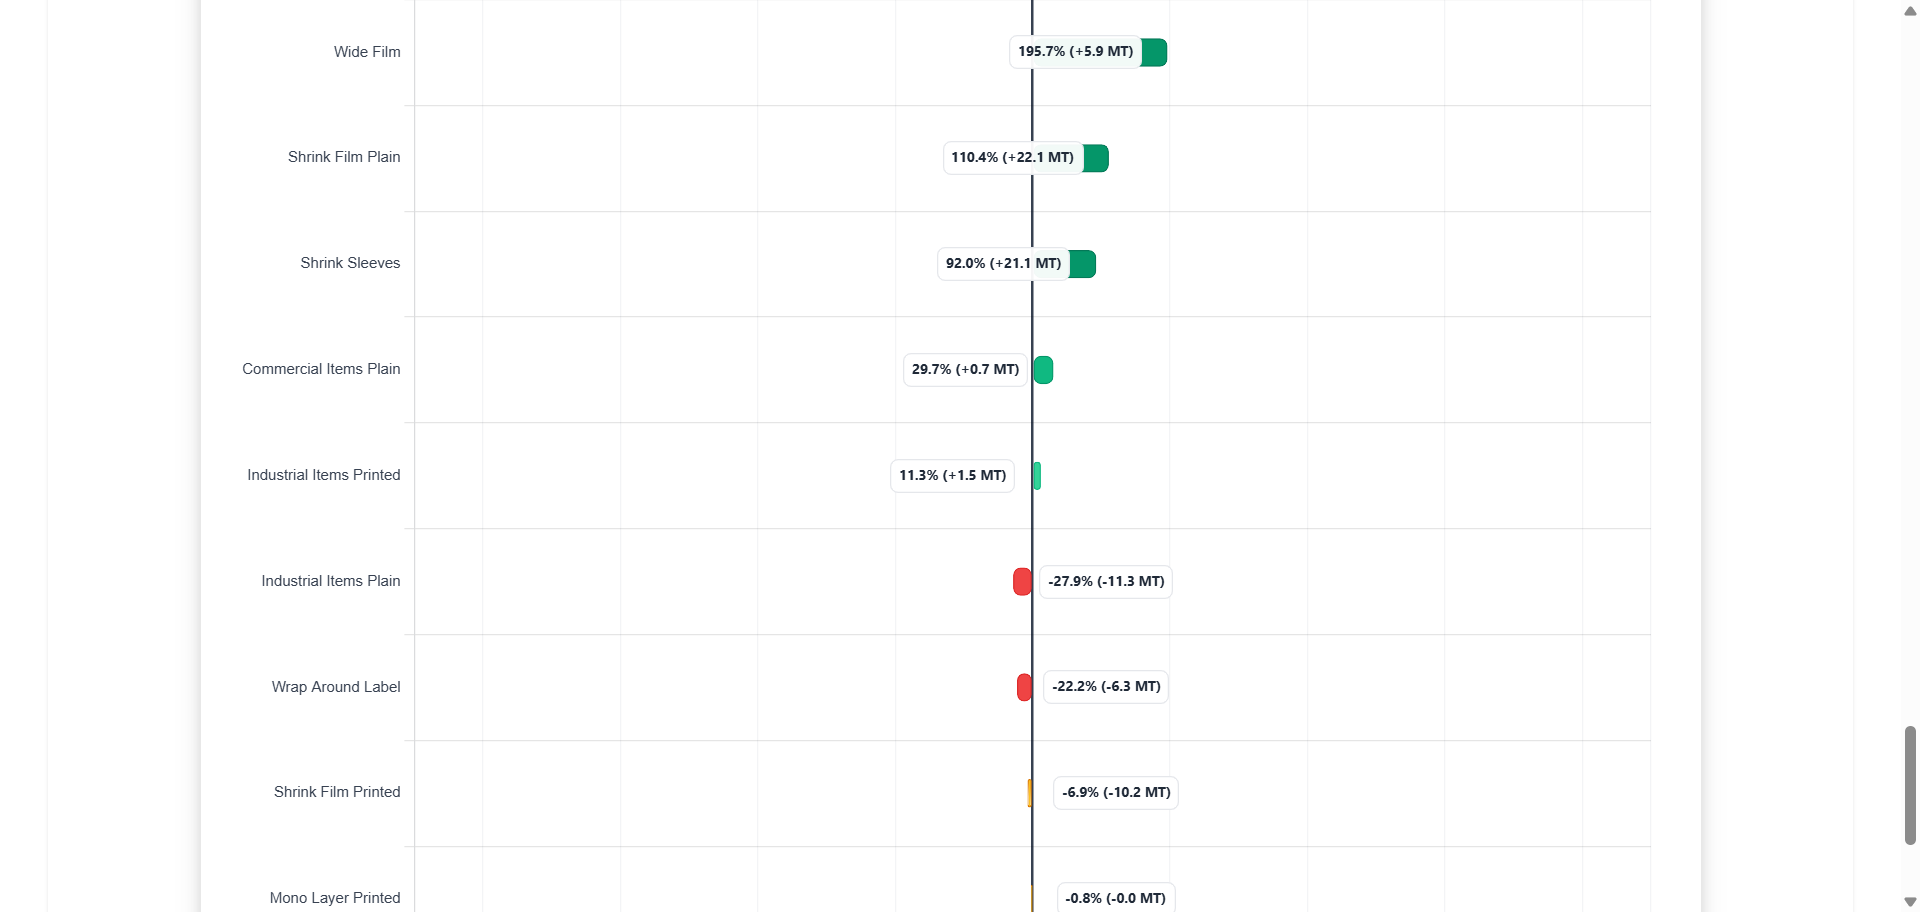 Wide Film
195.7% (+5.9 MT)
Shrink Film Plain
110.4% (+22.1 MT)
Shrink Sleeves
92.0% (+21.1 MT)
Commercial Items Plain
29.7% (+0.7 MT)
Industrial Items Printed
11.3% (+1.5 MT)
Industrial Items Plain
-27.9% (-11.3 MT)
Wrap Around Label
-22.2% (-6.3 MT)
Shrink Film Printed
-6.9% (-10.2 MT)
Mono Layer Printed
-0.8% (-0.0 MT)